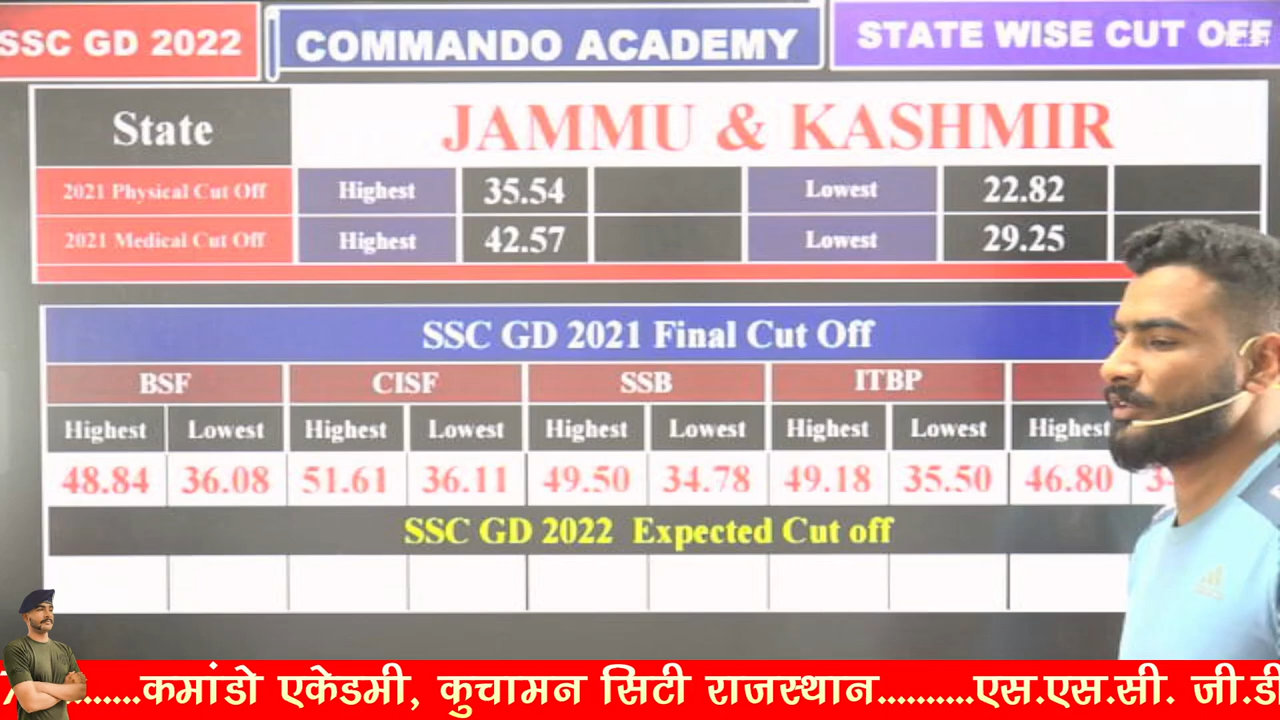 SSC GD 2022 COMMANDO ACADEMY STATE WISE CUT OFF
State JAMMU & KASHMIR
2021 Physical Cut Off Highest 35.54 Lowest 22.82
2021 Medical Cut Off Highest 42.57 Lowest 29.25
SSC GD 2021 Final Cut Off
BSF CISF SSB ITBP
Highest Lowest Highest Lowest Highest Lowest Highest Lowest Highest
48.84 36.08 51.61 36.11 49.50 34.78 49.18 35.50 46.80
SSC GD 2022 Expected Cut off
7 ........कमांडो एकेडमी, कुचामन सिटी राजस्थान..........एस.एस.सी. जी.डी